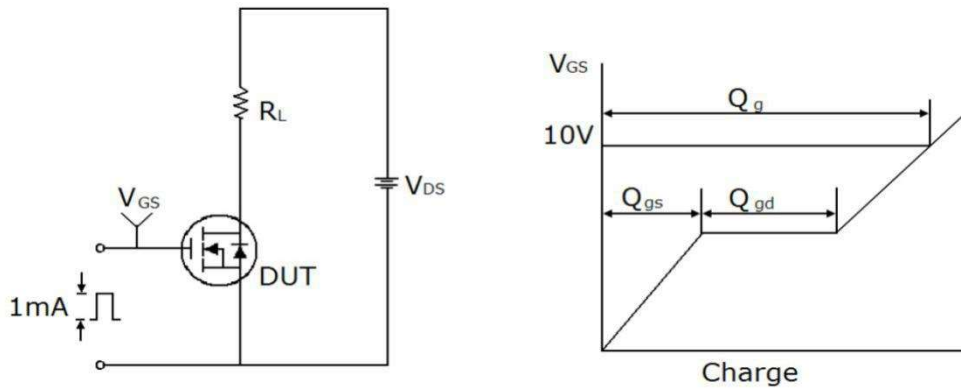 RL
VDS
VGS
DUT
1mA
VGS
Qg
10V
Qgs
Qgd
Charge